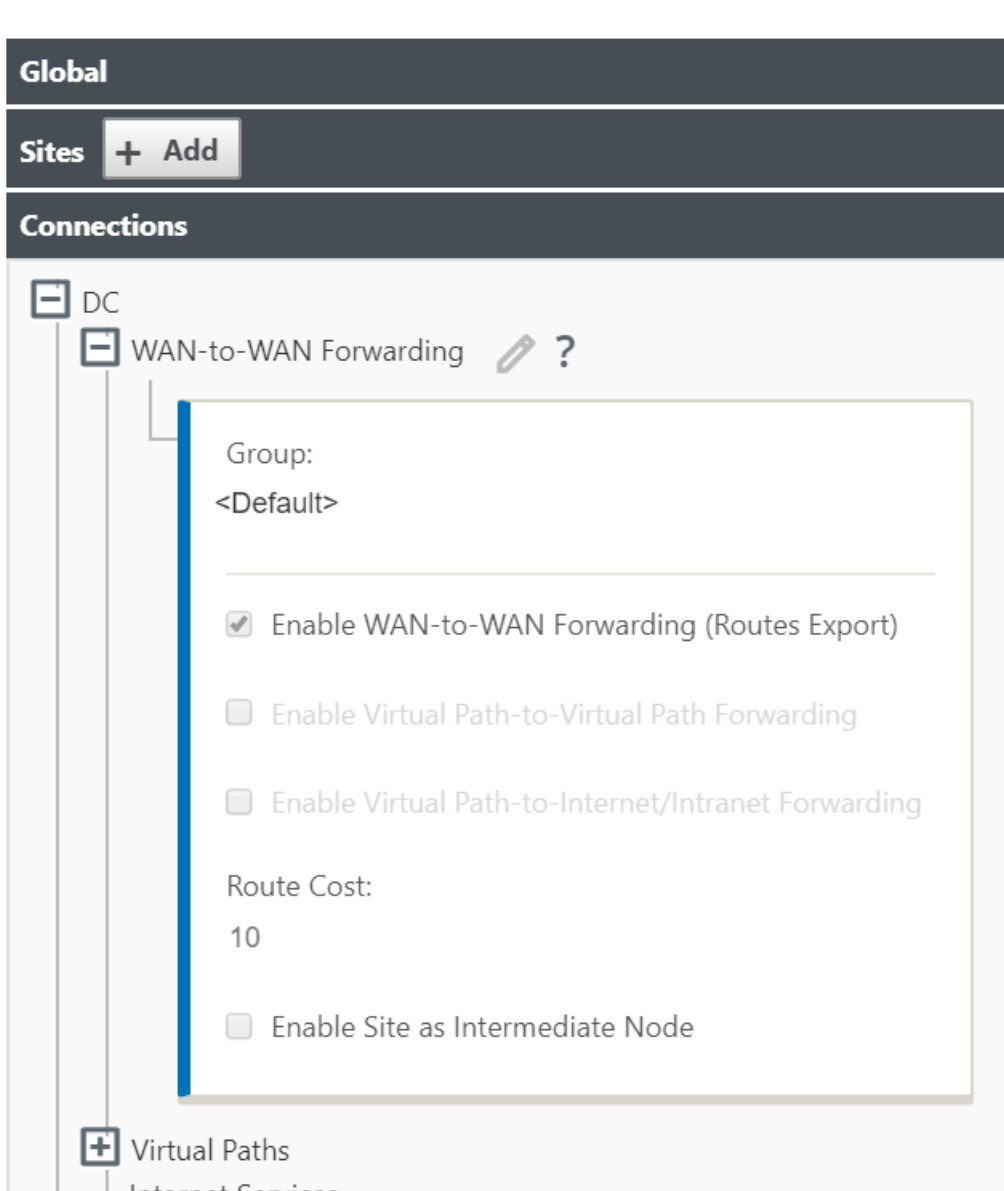 Global
Sites + Add
Connections
DC
WAN-to-WAN Forwarding ?
Group:
<Default>
Enable WAN-to-WAN Forwarding (Routes Export)
Enable Virtual Path-to-Virtual Path Forwarding
Enable Virtual Path-to-Internet/Intranet Forwarding
Route Cost:
10
Enable Site as Intermediate Node
Virtual Paths
Internet Services